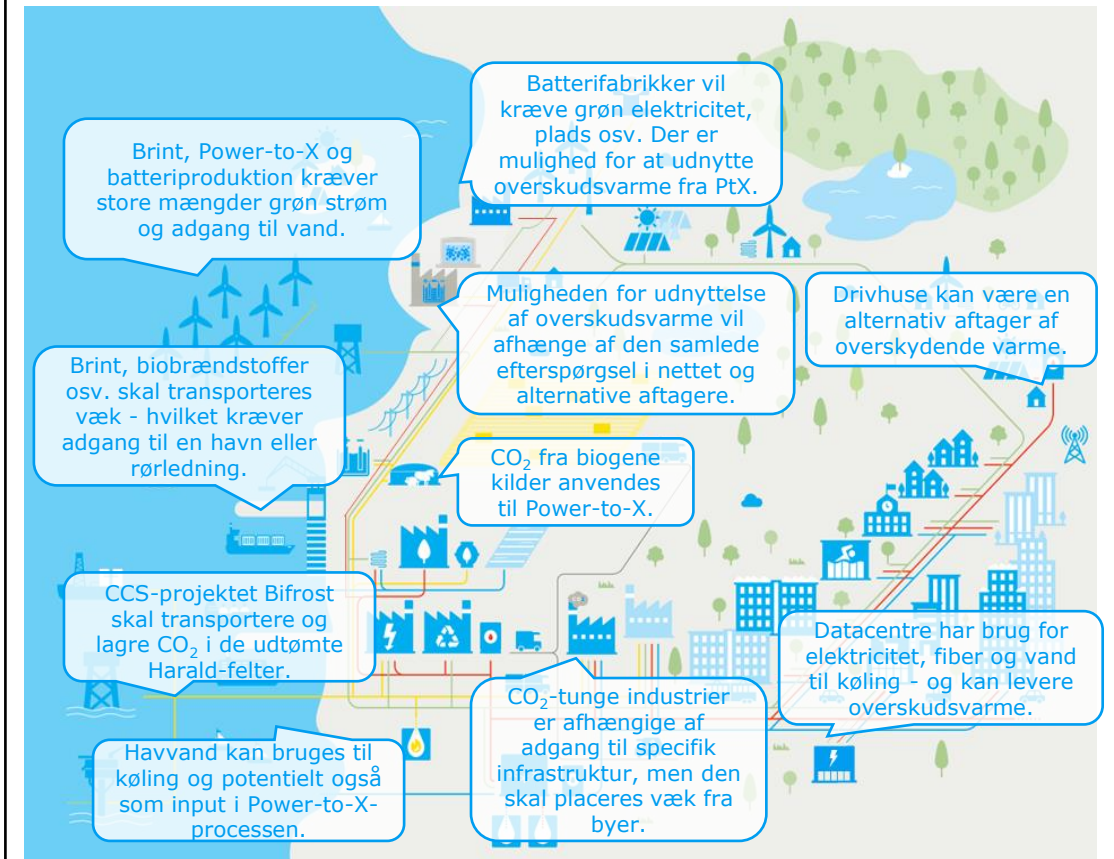 Batterifabrikker vil
kræve grøn elektricitet,
plads osv. Der er
mulighed for at udnytte
overskudsvarme fra PtX.
Brint, Power-to-X og
batteriproduktion kræver
store mængder grøn strøm
og adgang til vand.
Muligheden for udnyttelse
af overskudsvarme vil
afhænge af den samlede
efterspørgsel i nettet og
alternative aftagere.
Drivhuse kan være en
alternativ aftager af
overskydende varme.
Brint, biobrændstoffer
osv. skal transporteres
væk - hvilket kræver
adgang til en havn eller
rørledning.
CO₂ fra biogene
kilder anvendes
til Power-to-X.
CCS-projektet Bifrost
skal transportere og
lagre CO₂ i de udtømte
Harald-felter.
Datacentre har brug for
elektricitet, fiber og vand
til køling - og kan levere
overskudsvarme.
CO₂-tunge industrier
er afhængige af
adgang til specifik
infrastruktur, men den
skal placeres væk fra
byer.
Havvand kan bruges til
køling og potentielt også
som input i Power-to-X-
processen.